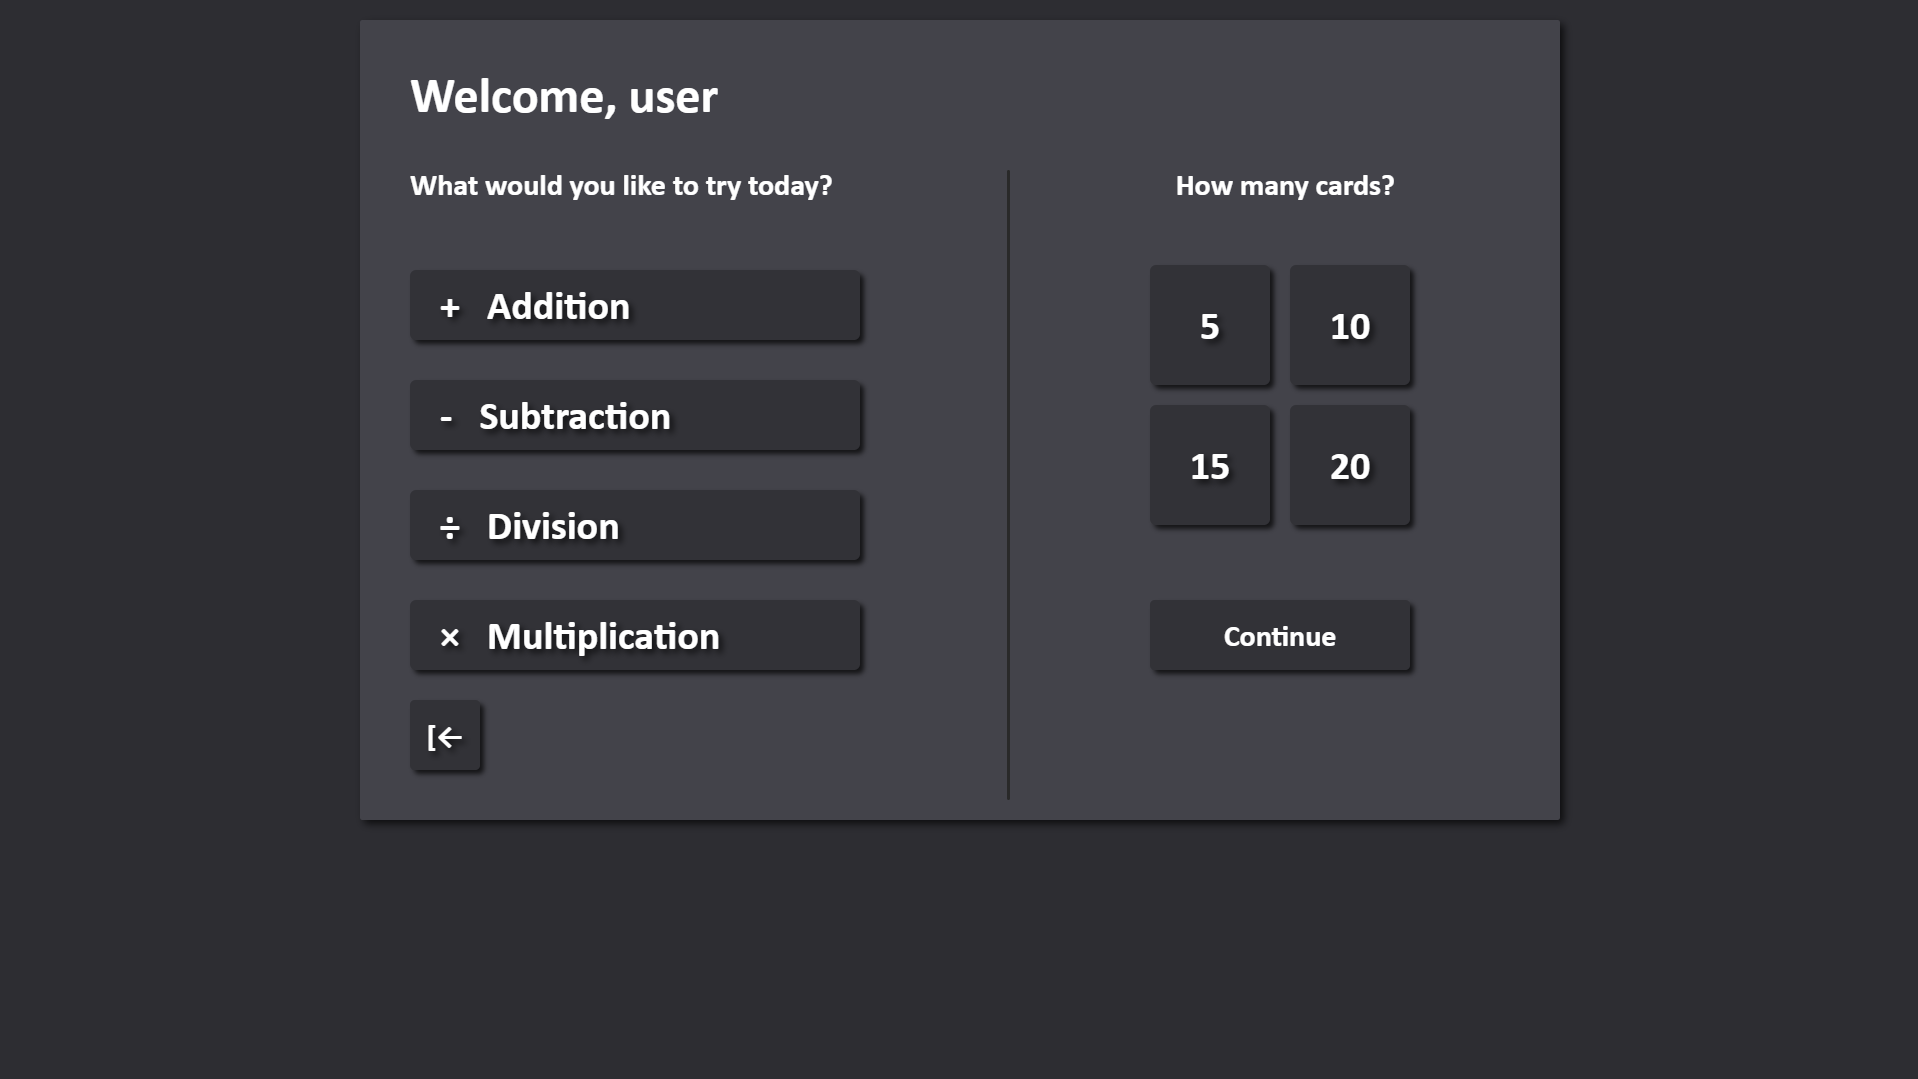 Welcome, user
What would you like to try today?
+ Addition
- Subtraction
÷ Division
× Multiplication
[←
How many cards?
5 10
15 20
Continue